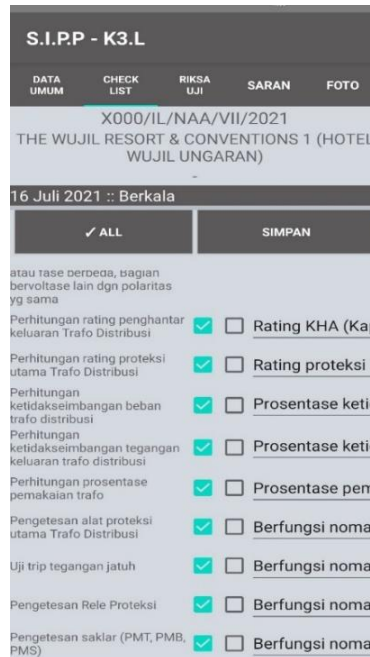 S.I.P.P - K3.L
DATA UMUM
CHECK LIST
RIKSA UJI
SARAN
FOTO
X000/IL/NAA/VII/2021
THE WUJIL RESORT & CONVENTIONS 1 (HOTEL
WUJIL UNGARAN)
-
16 Juli 2021 :: Berkala
✓ ALL
SIMPAN
atau fase berbeda, Bagian
bervoltase lain dgn polaritas
yg sama
Perhitungan rating penghantar
keluaran Trafo Distribusi
Rating KHA (Ka
Perhitungan rating proteksi
utama Trafo Distribusi
Rating proteksi
Perhitungan
ketidakseimbangan beban
trafo distribusi
Prosentase keti
Perhitungan
ketidakseimbangan tegangan
keluaran trafo distribusi
Prosentase keti
Perhitungan prosentase
pemakaian trafo
Prosentase pem
Pengetesan alat proteksi
utama Trafo Distribusi
Berfungsi noma
Uji trip tegangan jatuh
Berfungsi noma
Pengetesan Rele Proteksi
Berfungsi noma
Pengetesan saklar (PMT, PMB,
PMS)
Berfungsi noma